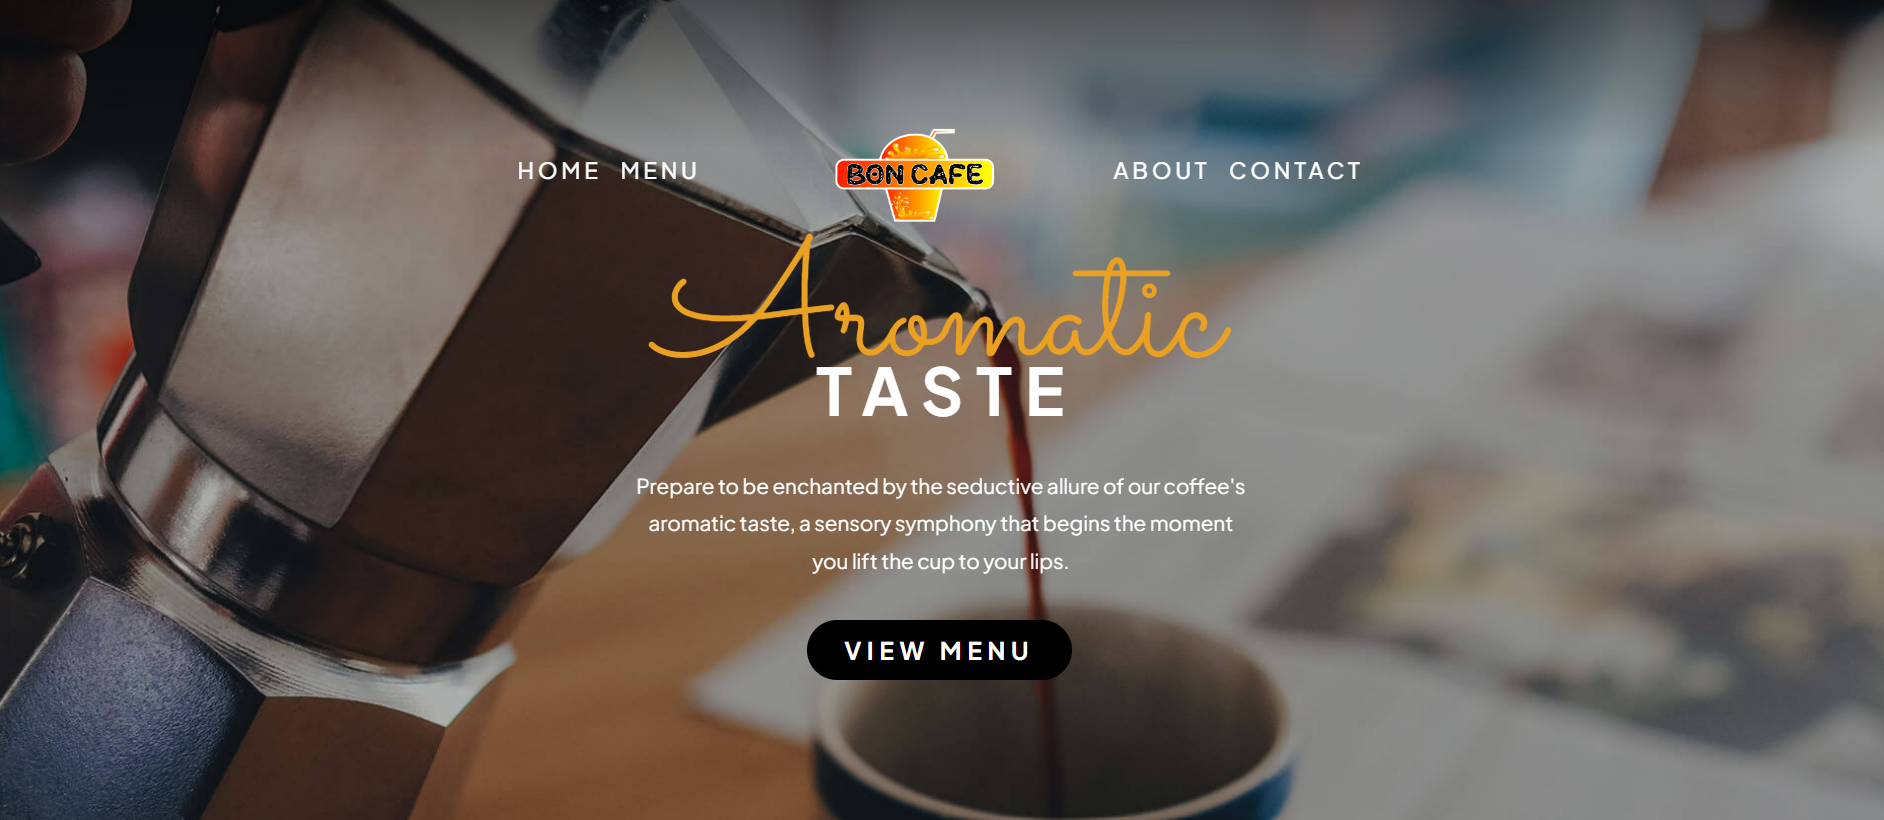 HOME MENU
BON CAFE
ABOUT CONTACT
Aromatic
TASTE
Prepare to be enchanted by the seductive allure of our coffee's
aromatic taste, a sensory symphony that begins the moment
you lift the cup to your lips.
VIEW MENU